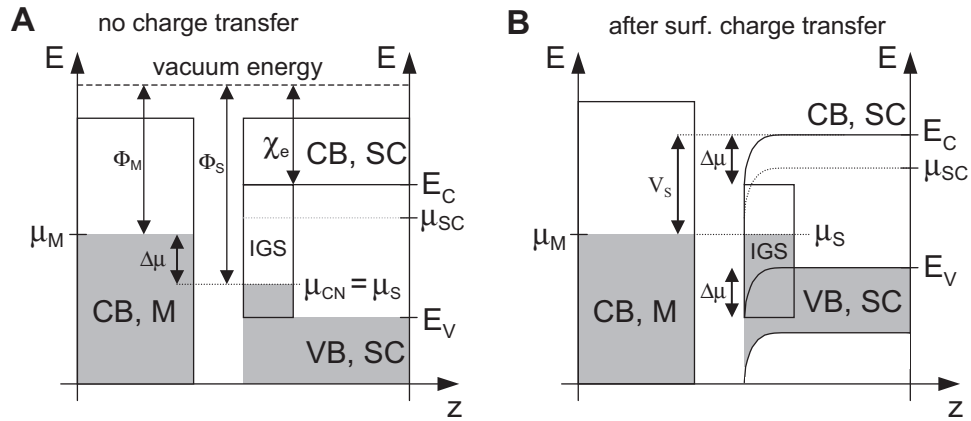 A no charge transfer
E
vacuum energy
E
Φ_M
Φ_S
χ_e
CB, SC
E_C
μ_SC
μ_M
IGS
Δμ
μ_CN = μ_S
CB, M
E_V
VB, SC
z
B after surf. charge transfer
E
E
CB, SC
E_C
Δμ
V_S
μ_SC
μ_M
μ_S
IGS
E_V
Δμ
CB, M
VB, SC
z